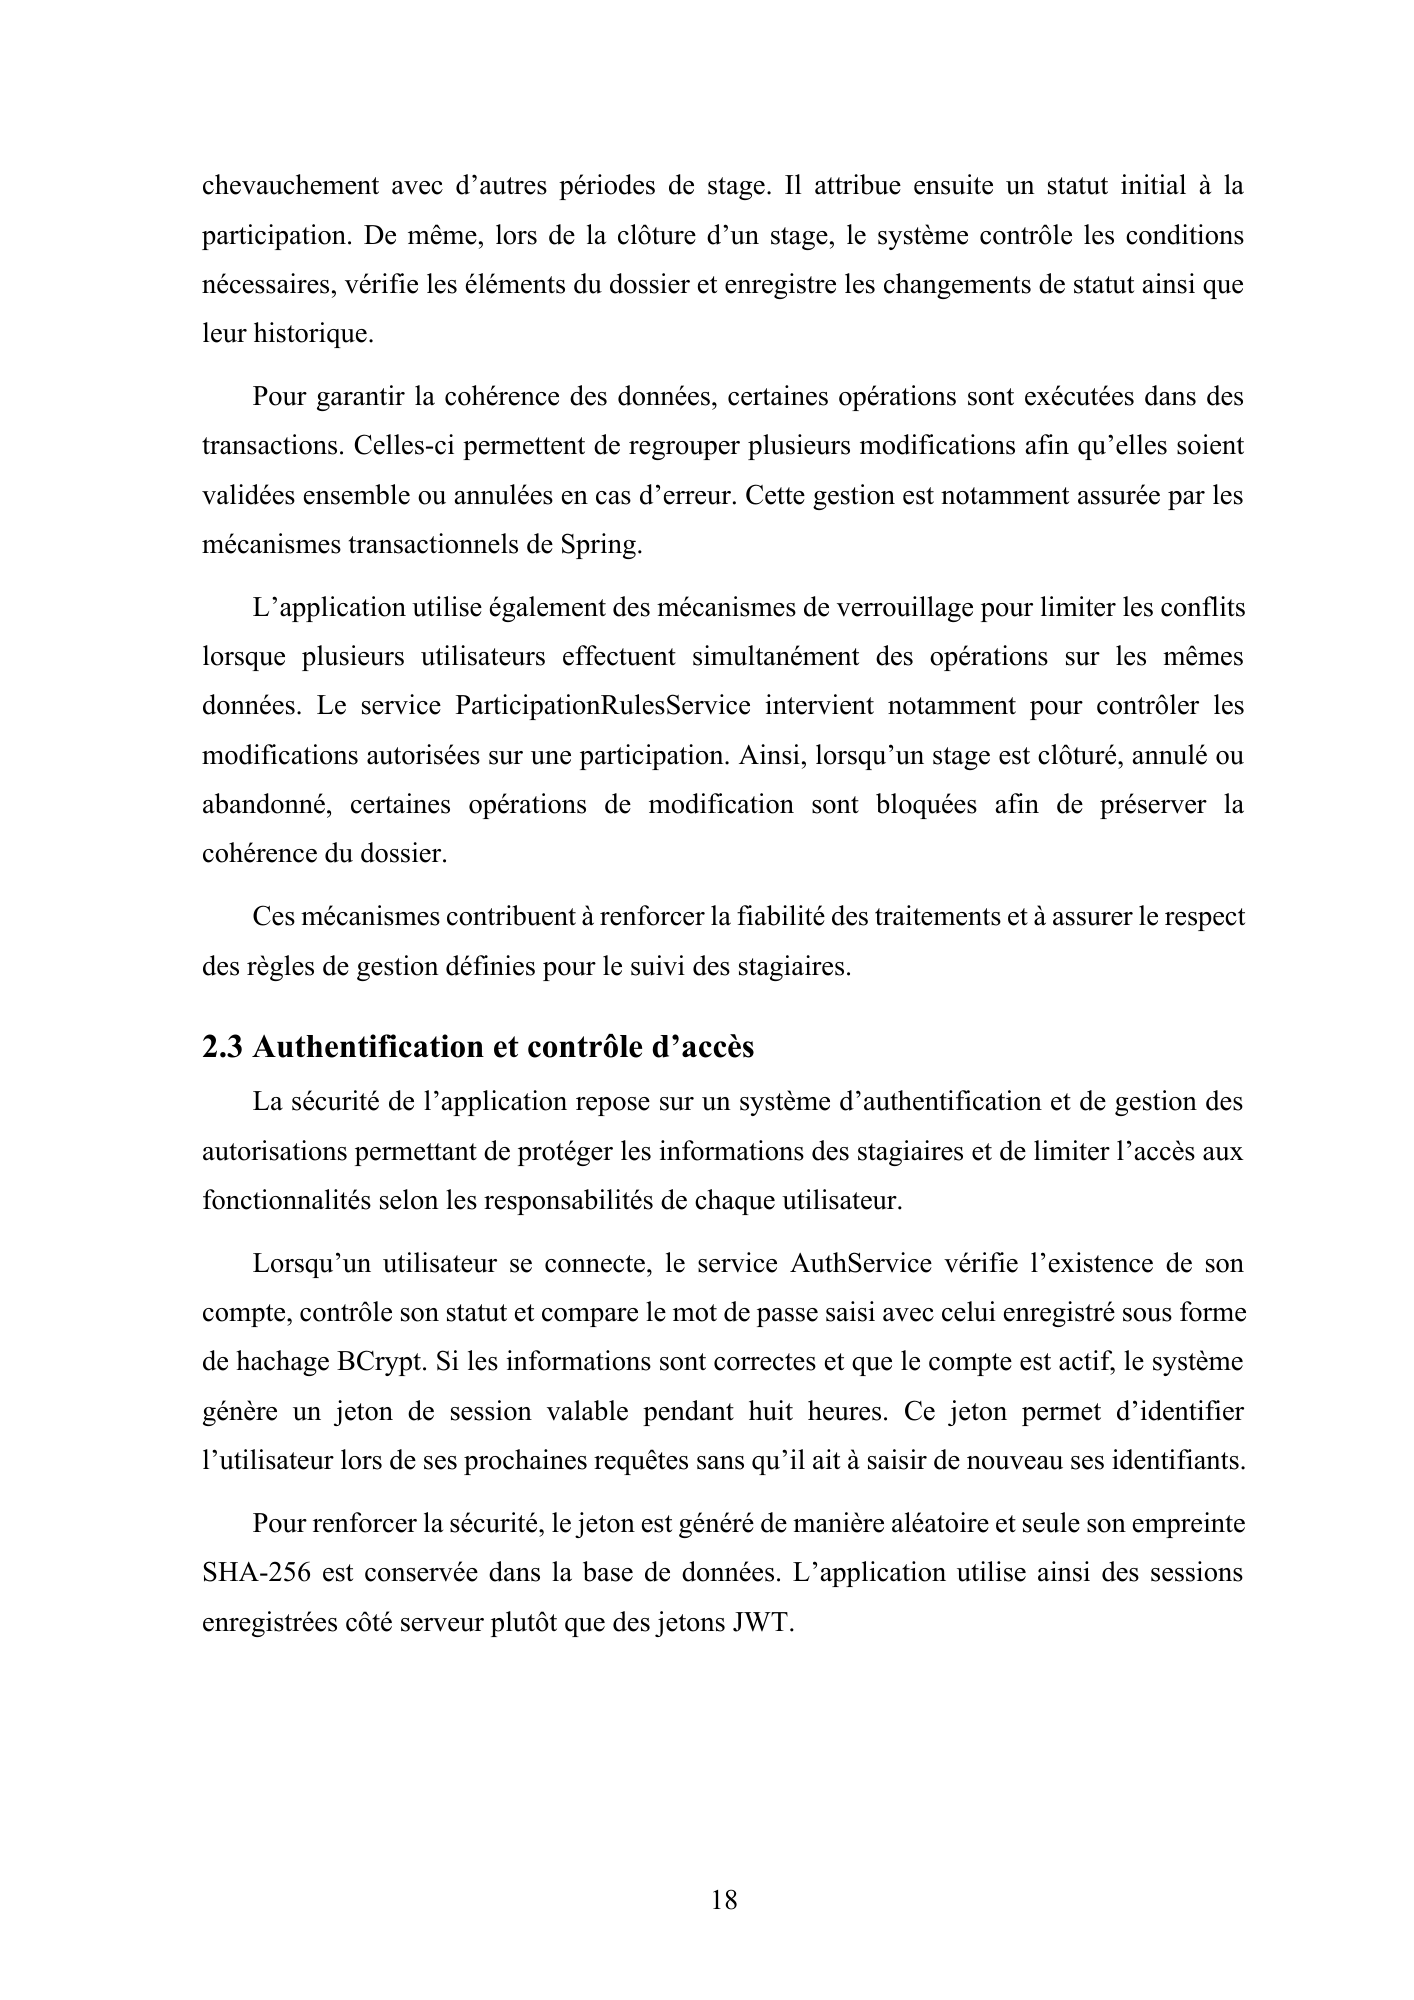 chevauchement avec d’autres périodes de stage. Il attribue ensuite un statut initial à la
participation. De même, lors de la clôture d’un stage, le système contrôle les conditions
nécessaires, vérifie les éléments du dossier et enregistre les changements de statut ainsi que
leur historique.
Pour garantir la cohérence des données, certaines opérations sont exécutées dans des
transactions. Celles-ci permettent de regrouper plusieurs modifications afin qu’elles soient
validées ensemble ou annulées en cas d’erreur. Cette gestion est notamment assurée par les
mécanismes transactionnels de Spring.
L’application utilise également des mécanismes de verrouillage pour limiter les conflits
lorsque plusieurs utilisateurs effectuent simultanément des opérations sur les mêmes
données. Le service ParticipationRulesService intervient notamment pour contrôler les
modifications autorisées sur une participation. Ainsi, lorsqu’un stage est clôturé, annulé ou
abandonné, certaines opérations de modification sont bloquées afin de préserver la
cohérence du dossier.
Ces mécanismes contribuent à renforcer la fiabilité des traitements et à assurer le respect
des règles de gestion définies pour le suivi des stagiaires.
2.3 Authentification et contrôle d’accès
La sécurité de l’application repose sur un système d’authentification et de gestion des
autorisations permettant de protéger les informations des stagiaires et de limiter l’accès aux
fonctionnalités selon les responsabilités de chaque utilisateur.
Lorsqu’un utilisateur se connecte, le service AuthService vérifie l’existence de son
compte, contrôle son statut et compare le mot de passe saisi avec celui enregistré sous forme
de hachage BCrypt. Si les informations sont correctes et que le compte est actif, le système
génère un jeton de session valable pendant huit heures. Ce jeton permet d’identifier
l’utilisateur lors de ses prochaines requêtes sans qu’il ait à saisir de nouveau ses identifiants.
Pour renforcer la sécurité, le jeton est généré de manière aléatoire et seule son empreinte
SHA-256 est conservée dans la base de données. L’application utilise ainsi des sessions
enregistrées côté serveur plutôt que des jetons JWT.
18